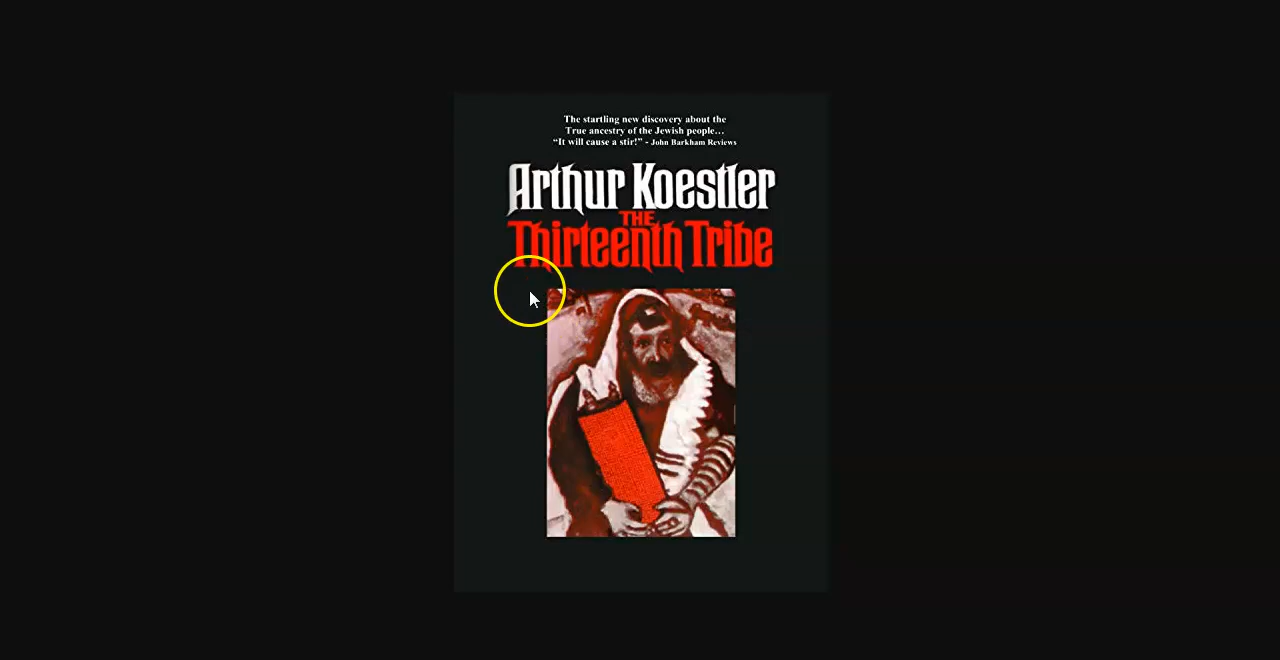 The startling new discovery about the
True ancestry of the Jewish people…
“It will cause a stir!” - John Barkham Reviews
Arthur Koestler
THE
Thirteenth Tribe